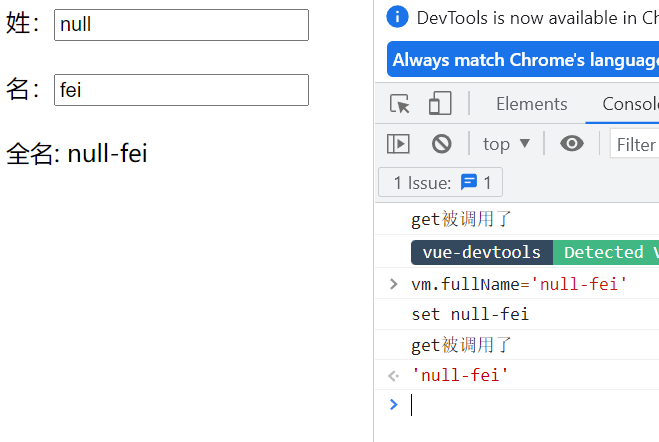 姓：null
名：fei
全名: null-fei
DevTools is now available in Ch
Always match Chrome's language
Elements Consol
top Filter
1 Issue: 1
get被调用了
vue-devtools Detected V
vm.fullName='null-fei'
set null-fei
get被调用了
'null-fei'